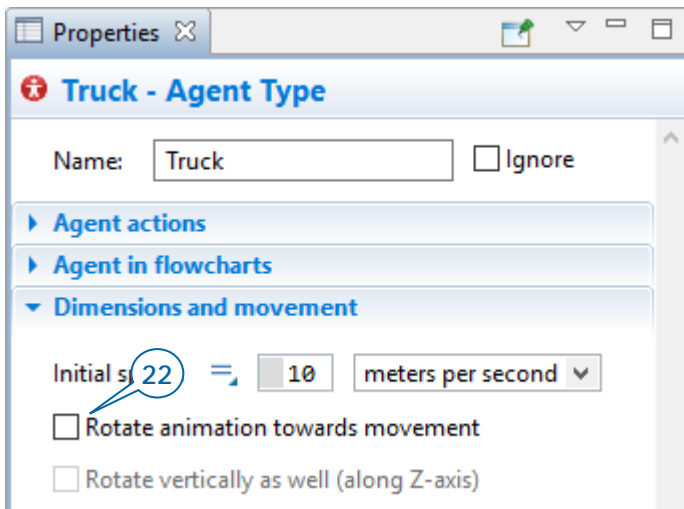 Properties
Truck - Agent Type
Name: Truck Ignore
Agent actions
Agent in flowcharts
Dimensions and movement
Initial sp 22 10 meters per second
Rotate animation towards movement
Rotate vertically as well (along Z-axis)